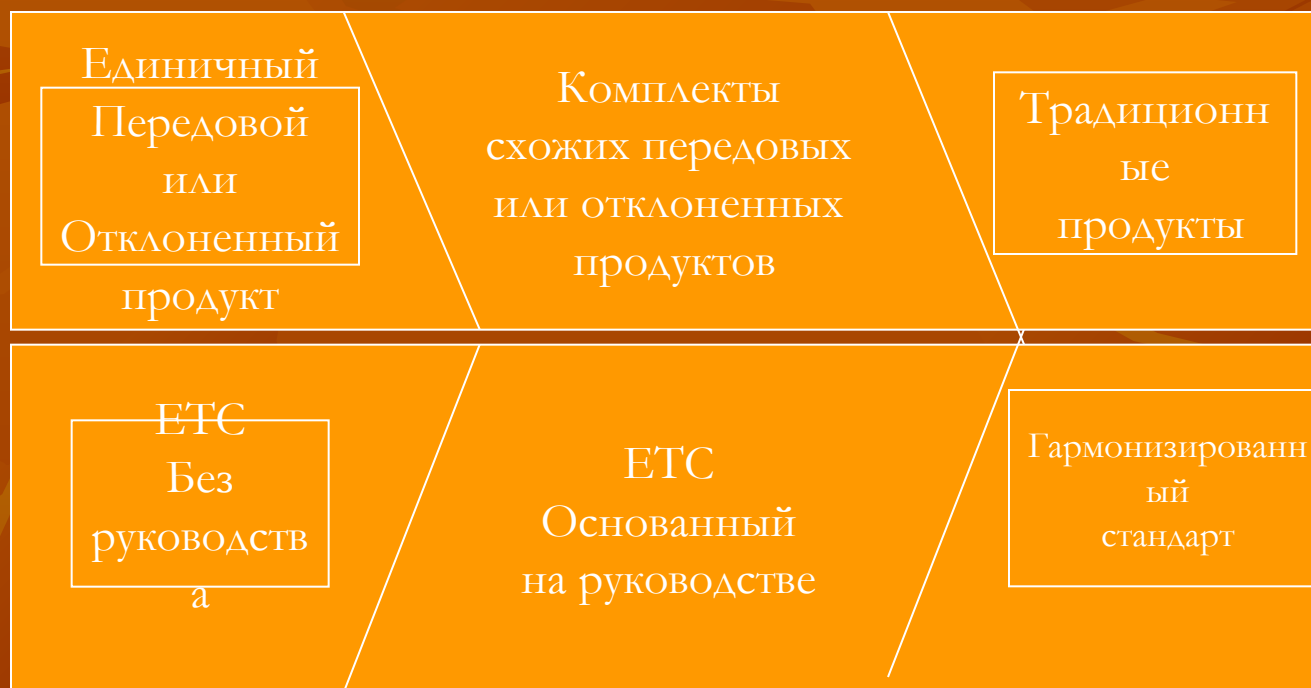 Единичный
Передовой
или
Отклоненный
продукт
Комплекты
схожих передовых
или отклоненных
продуктов
Традиционн
ые
продукты
ЕТС
Без
руководств
а
ЕТС
Основанный
на руководстве
Гармонизированн
ый
стандарт